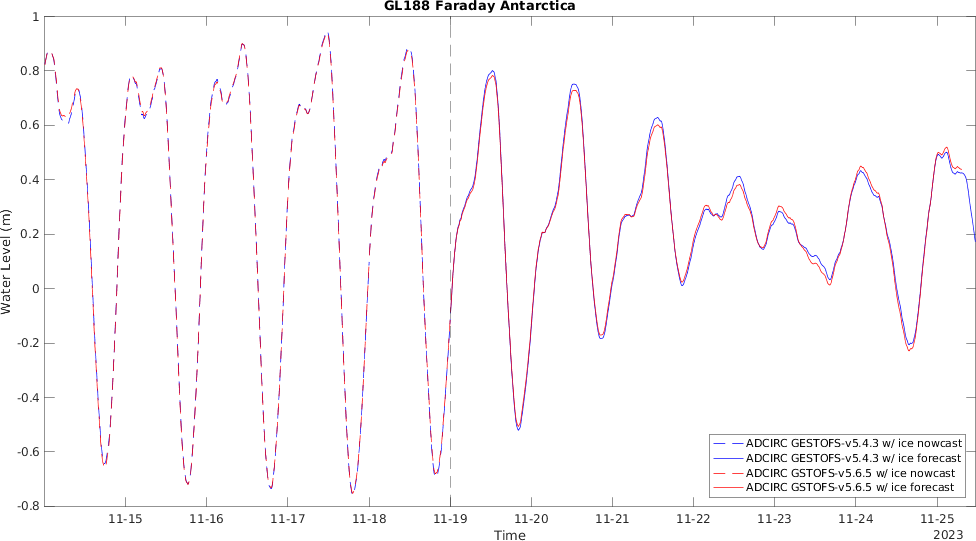 GL188 Faraday Antarctica
1
0.8
0.6
0.4
0.2
0
-0.2
-0.4
-0.6
-0.8
Water Level (m)
11-15 11-16 11-17 11-18 11-19 11-20 11-21 11-22 11-23 11-24 11-25
Time
2023
ADCIRC GESTOFS-v5.4.3 w/ ice nowcast
ADCIRC GESTOFS-v5.4.3 w/ ice forecast
ADCIRC GSTOFS-v5.6.5 w/ ice nowcast
ADCIRC GSTOFS-v5.6.5 w/ ice forecast